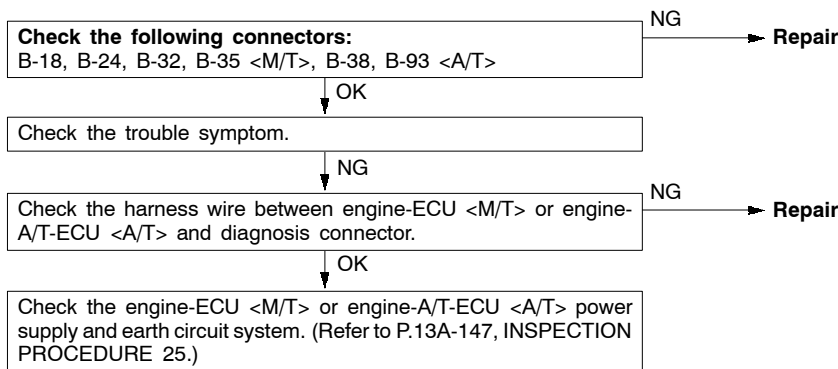 Check the following connectors:
B-18, B-24, B-32, B-35 <M/T>, B-38, B-93 <A/T>
NG
Repair
OK
Check the trouble symptom.
NG
Check the harness wire between engine-ECU <M/T> or engine-
A/T-ECU <A/T> and diagnosis connector.
NG
Repair
OK
Check the engine-ECU <M/T> or engine-A/T-ECU <A/T> power
supply and earth circuit system. (Refer to P.13A-147, INSPECTION
PROCEDURE 25.)